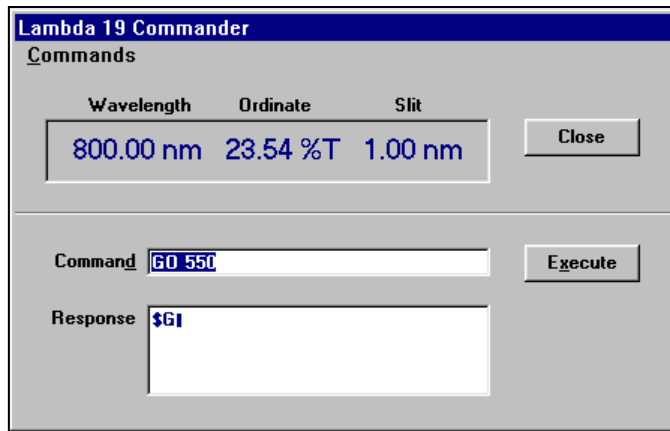 Lambda 19 Commander
Commands
Wavelength Ordinate Slit
800.00 nm 23.54 %T 1.00 nm
Close
Command GO 550
Execute
Response $G